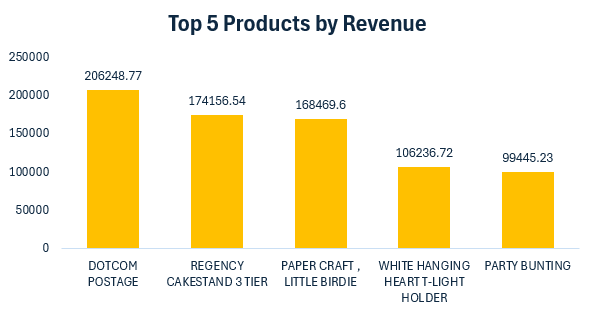 Top 5 Products by Revenue
250000
200000
150000
100000
50000
0
206248.77
174156.54
168469.6
106236.72
99445.23
DOTCOM
POSTAGE
REGENCY
CAKESTAND 3 TIER
PAPER CRAFT ,
LITTLE BIRDIE
WHITE HANGING
HEART T-LIGHT
HOLDER
PARTY BUNTING